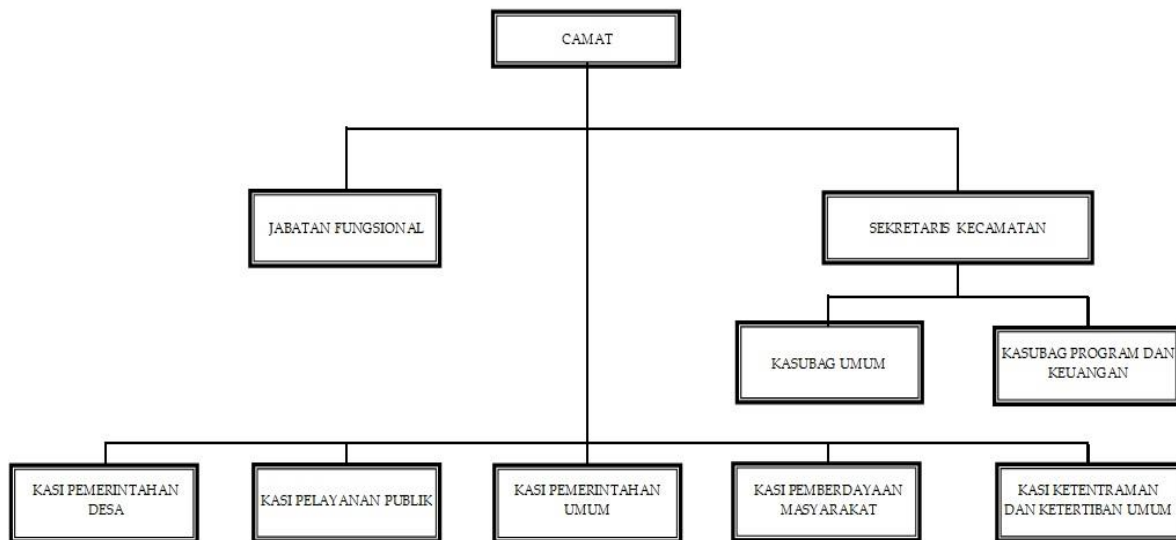 CAMAT
JABATAN FUNGSIONAL
SEKRETARIS KECAMATAN
KASUBAG UMUM
KASUBAG PROGRAM DAN
KEUANGAN
KASI PEMERINTAHAN
DESA
KASI PELAYANAN PUBLIK
KASI PEMERINTAHAN
UMUM
KASI PEMBERDAYAAN
MASYARAKAT
KASI KETENTRAMAN
DAN KETERTIBAN UMUM